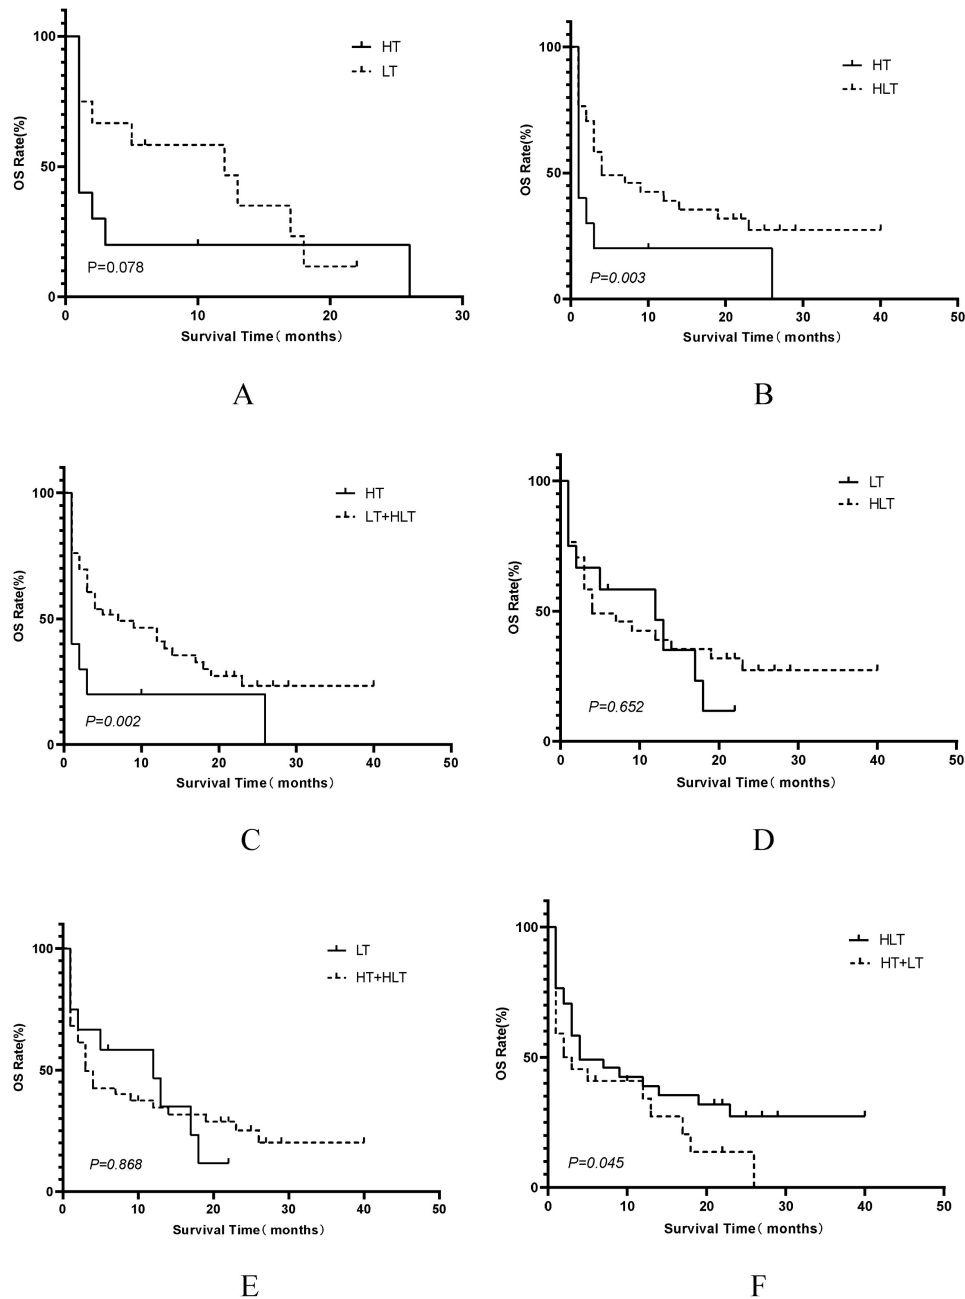 HT
LT
100
50
0
OS Rate(%)
P=0.078
0 10 20 30
Survival Time( months)
A
HT
HLT
100
50
0
OS Rate(%)
P=0.003
0 10 20 30 40 50
Survival Time( months)
B
HT
LT+HLT
100
50
0
OS Rate(%)
P=0.002
0 10 20 30 40 50
Survival Time( months)
C
LT
HLT
100
50
0
OS Rate(%)
P=0.652
0 10 20 30 40 50
Survival Time( months)
D
LT
HT+HLT
100
50
0
OS Rate(%)
P=0.868
0 10 20 30 40 50
Survival Time( months)
E
HLT
HT+LT
100
50
0
OS Rate(%)
P=0.045
0 10 20 30 40 50
Survival Time( months)
F